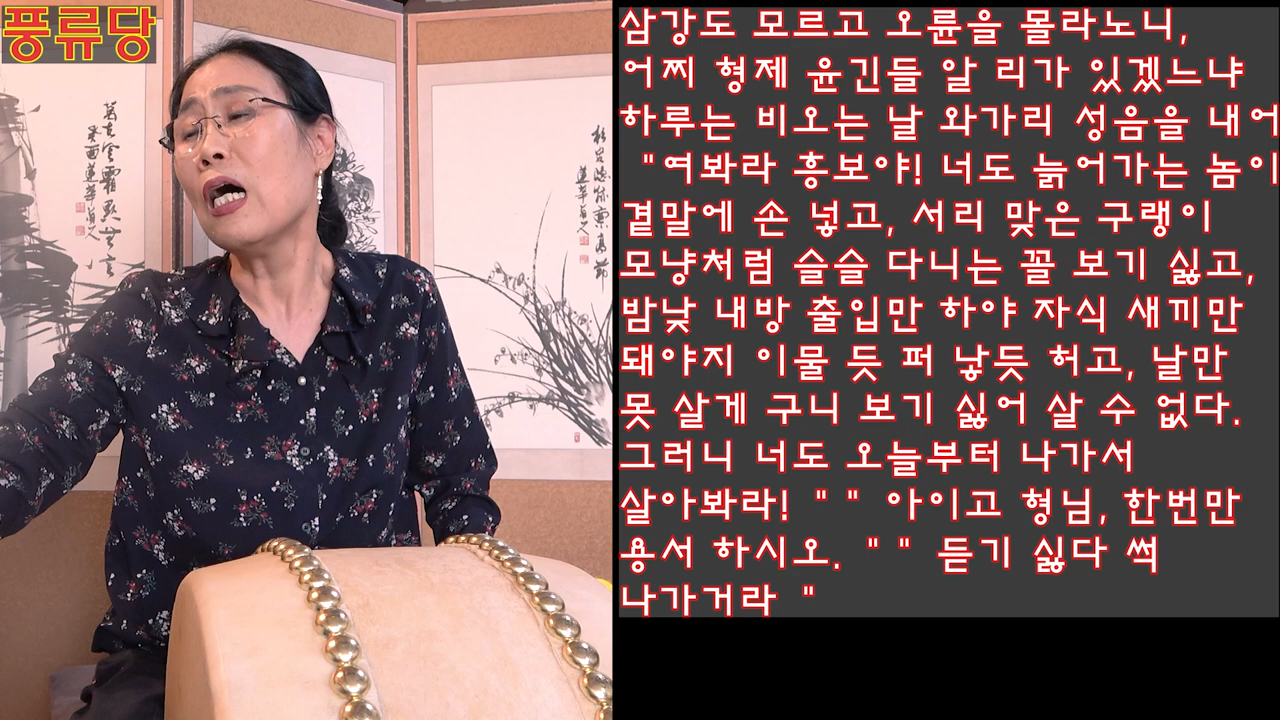 풍류당
삼강도 모르고 오륜을 몰라노니,
어찌 형제 윤긴들 알 리가 있겠느냐
하루는 비오는 날 와가리 성음을 내어
"여봐라 흥보야! 너도 늙어가는 놈이
곁말에 손 넣고, 서리 맞은 구랭이
모냥처럼 슬슬 다니는 꼴 보기 싫고,
밤낮 내방 출입만 하야 자식 새끼만
돼야지 이물 듯 퍼 낳듯 허고, 날만
못 살게 구니 보기 싫어 살 수 없다.
그러니 너도 오늘부터 나가서
살아봐라! " " 아이고 형님, 한번만
용서 하시오. " " 듣기 싫다 썩
나가거라 "